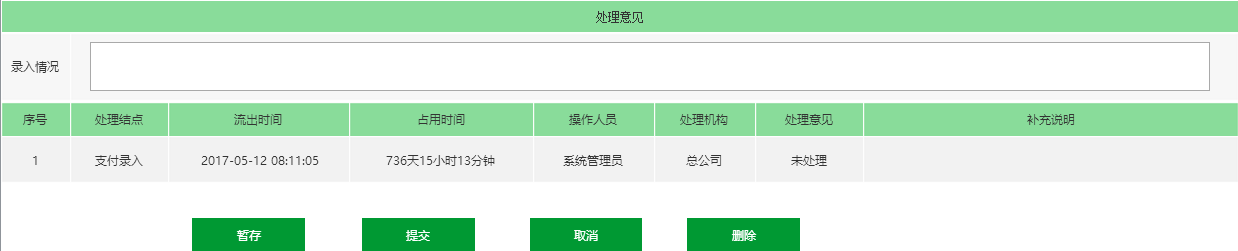 处理意见
录入情况
序号 处理结点 流出时间 占用时间 操作人员 处理机构 处理意见 补充说明
1 支付录入 2017-05-12 08:11:05 736天15小时13分钟 系统管理员 总公司 未处理
暂存 提交 取消 删除